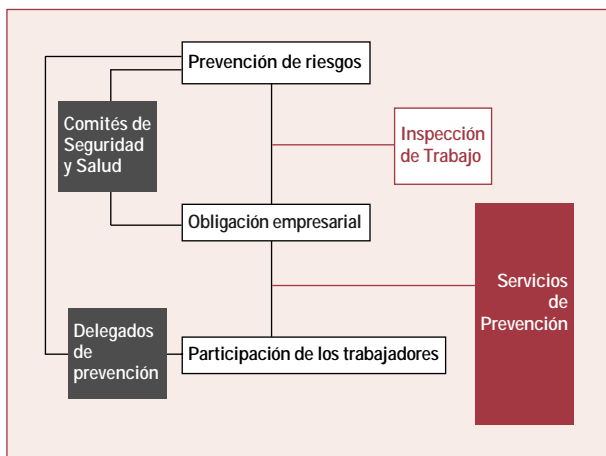 Prevención de riesgos
Comités de
Seguridad
y Salud
Inspección
de Trabajo
Obligación empresarial
Servicios
de
Prevención
Delegados
de
prevención
Participación de los trabajadores